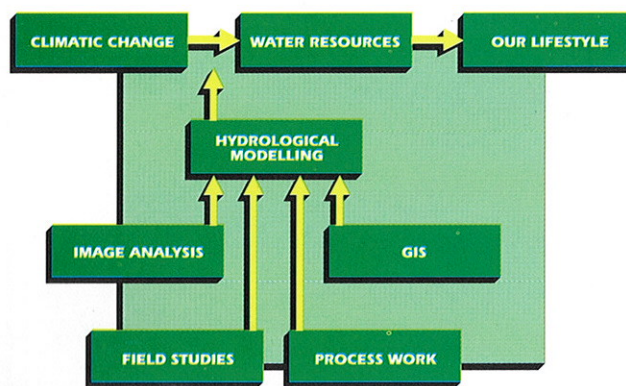 CLIMATIC CHANGE
WATER RESOURCES
OUR LIFESTYLE
HYDROLOGICAL
MODELLING
IMAGE ANALYSIS
GIS
FIELD STUDIES
PROCESS WORK